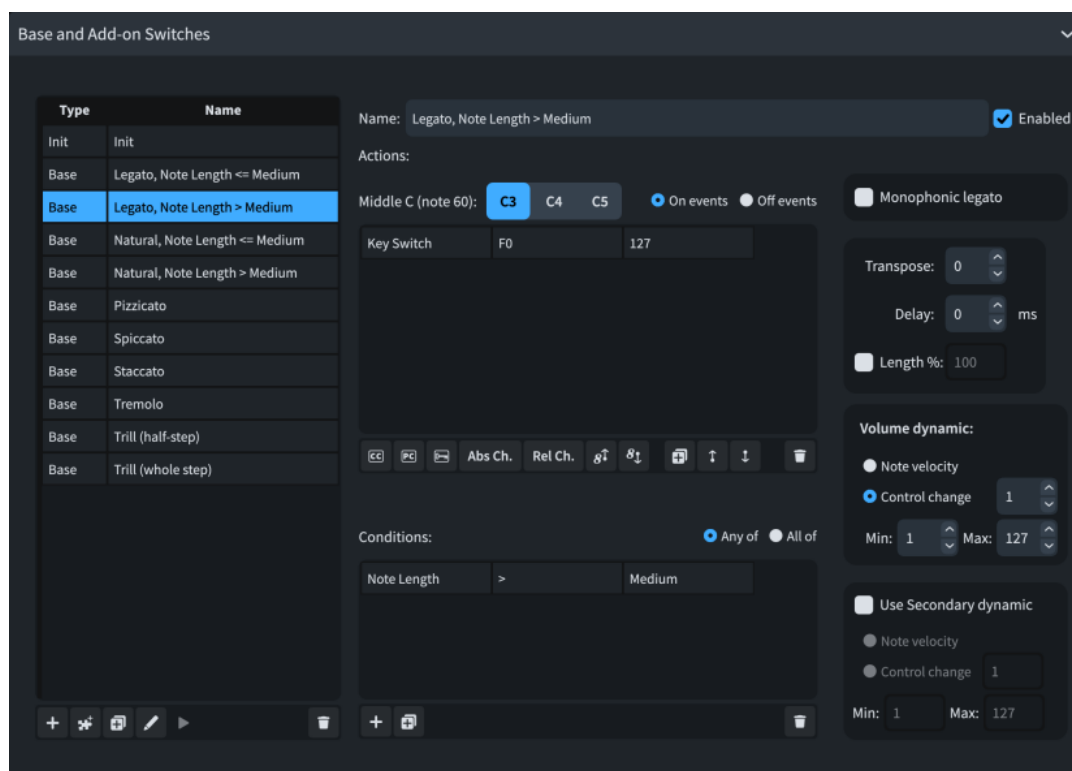 Base and Add-on Switches
Type Name
Init Init
Base Legato, Note Length <= Medium
Base Legato, Note Length > Medium
Base Natural, Note Length <= Medium
Base Natural, Note Length > Medium
Base Pizzicato
Base Spiccato
Base Staccato
Base Tremolo
Base Trill (half-step)
Base Trill (whole step)
Name: Legato, Note Length > Medium Enabled
Actions:
Middle C (note 60): C3 C4 C5 On events Off events
Key Switch F0 127
CC PC Abs Ch. Rel Ch. 8 8
Conditions: Any of All of
Note Length > Medium
Monophonic legato
Transpose: 0
Delay: 0 ms
Length %: 100
Volume dynamic:
Note velocity
Control change 1
Min: 1 Max: 127
Use Secondary dynamic
Note velocity
Control change 1
Min: 1 Max: 127